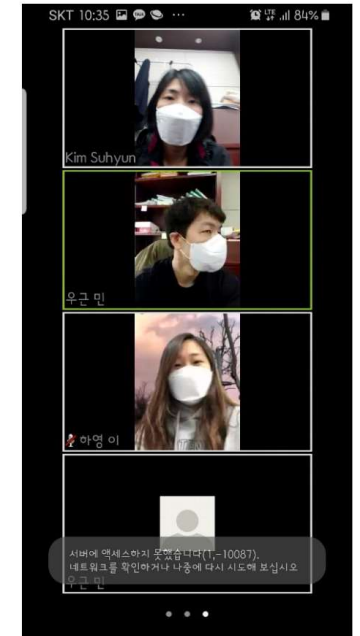 SKT 10:35
84%
Kim Suhyun
우근 민
하영 이
서버에 액세스하지 못했습니다(1,-10087).
네트워크를 확인하거나 나중에 다시 시도해 보십시오
우근 민